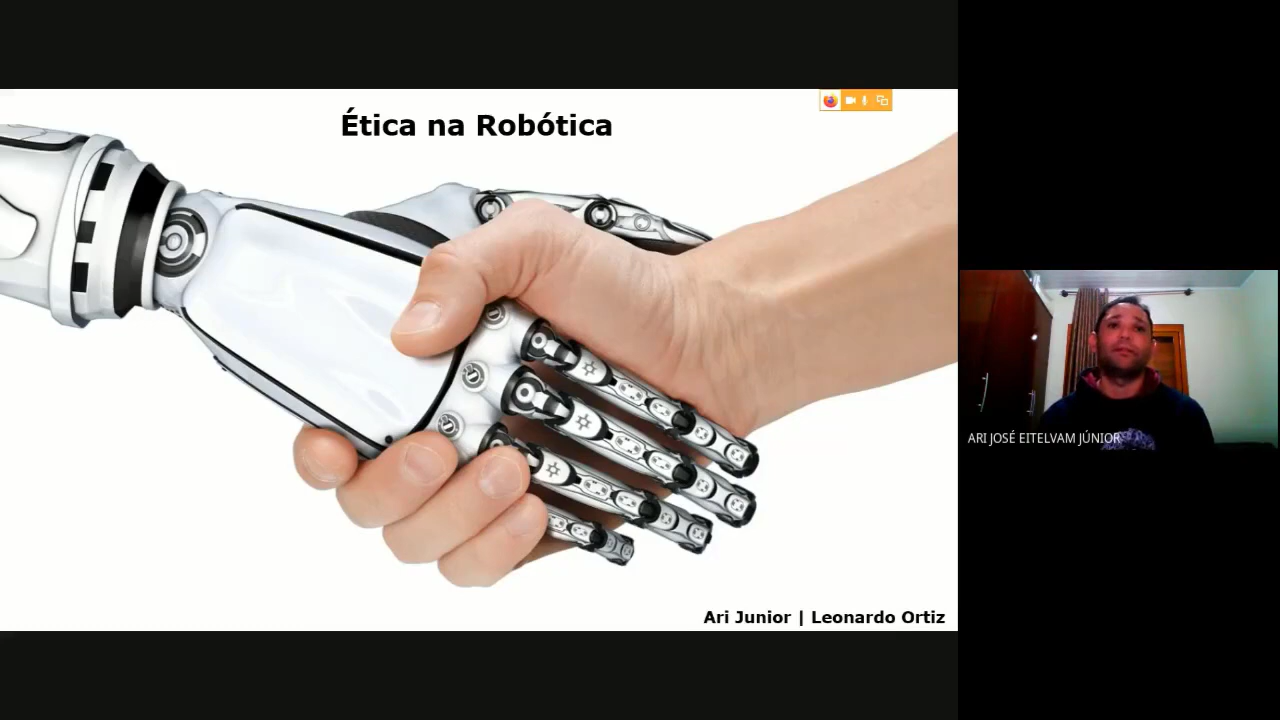 Ética na Robótica
ARI JOSÉ EITELVAM JÚNIOR
Ari Junior | Leonardo Ortiz